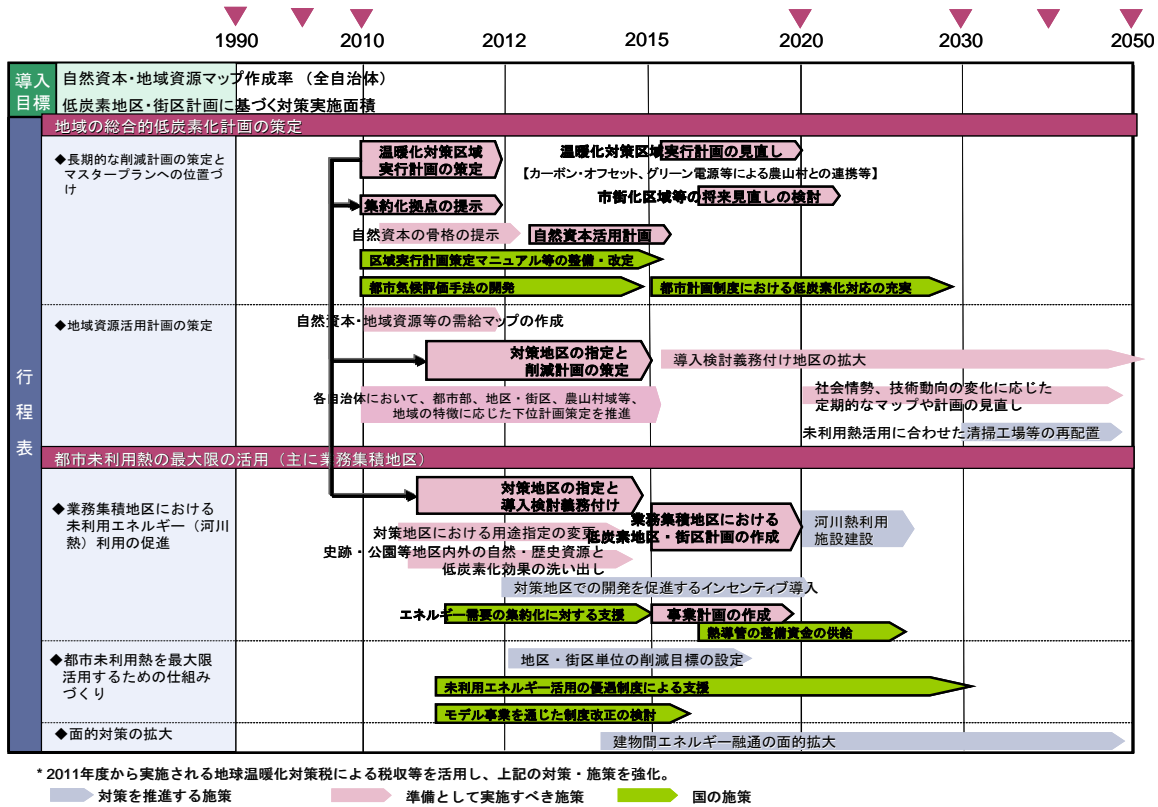 1990 2010 2012 2015 2020 2030 2050
導入
目標
自然資本・地域資源マップ作成率 (全自治体)
低炭素地区・街区計画に基づく対策実施面積
行程表
地域の総合的低炭素化計画の策定
◆長期的な削減計画の策定と
マスタープランへの位置づ
け
温暖化対策区域
実行計画の策定
温暖化対策区域実行計画の見直し
【カーボン・オフセット、グリーン電源等による農山村との連携等】
集約化拠点の提示
市街化区域等の将来見直しの検討
自然資本の骨格の提示
自然資本活用計画
区域実行計画策定マニュアル等の整備・改定
都市気候評価手法の開発
都市計画制度における低炭素化対応の充実
◆地域資源活用計画の策定
自然資本・地域資源等の需給マップの作成
対策地区の指定と
削減計画の策定
導入検討義務付け地区の拡大
各自治体において、都市部、地区・街区、農山村域等、
地域の特徴に応じた下位計画策定を推進
社会情勢、技術動向の変化に応じた
定期的なマップや計画の見直し
未利用熱活用に合わせた清掃工場等の再配置
都市未利用熱の最大限の活用（主に業務集積地区）
◆業務集積地区における
未利用エネルギー（河川
熱）利用の促進
対策地区の指定と
導入検討義務付け
業務集積地区における
低炭素地区・街区計画の作成
河川熱利用
施設建設
対策地区における用途指定の変更
史跡・公園等地区内外の自然・歴史資源と
低炭素化効果の洗い出し
対策地区での開発を促進するインセンティブ導入
エネルギー需要の集約化に対する支援
事業計画の作成
熱導管の整備資金の供給
◆都市未利用熱を最大限
活用するための仕組み
づくり
地区・街区単位の削減目標の設定
未利用エネルギー活用の優遇制度による支援
モデル事業を通じた制度改正の検討
◆面的対策の拡大
建物間エネルギー融通の面的拡大
* 2011年度から実施される地球温暖化対策税による税収等を活用し、上記の対策・施策を強化。
対策を推進する施策 準備として実施すべき施策 国の施策